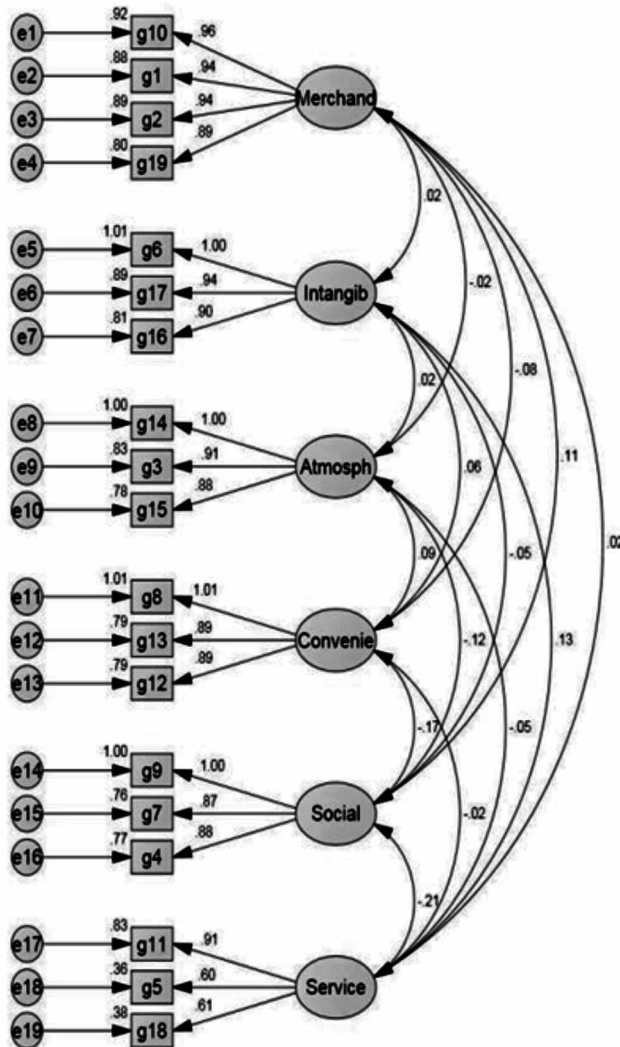 .92
e1 g10 .96
.88
e2 g1 .94
Merchand
.89
e3 g2 .94
.89
.80
e4 g19
.02
1.01
e5 g6 1.00
.89
e6 g17 .94
Intangib
-.02
.81
e7 g16 .90
.02
-.08
1.00
e8 g14 1.00
.83
e9 g3 .91
Atmosph
.06
.11
.78
e10 g15 .88
.09
-.05
.02
1.01
e11 g8 1.01
.79
e12 g13 .89
Convenie
-.12
.13
.79
e13 g12 .89
-.05
-.17
1.00
e14 g9 1.00
.76
e15 g7 .87
Social
-.02
.77
e16 g4 .88
-.21
.83
e17 g11 .91
.36
e18 g5 .60
Service
.38
e19 g18 .61